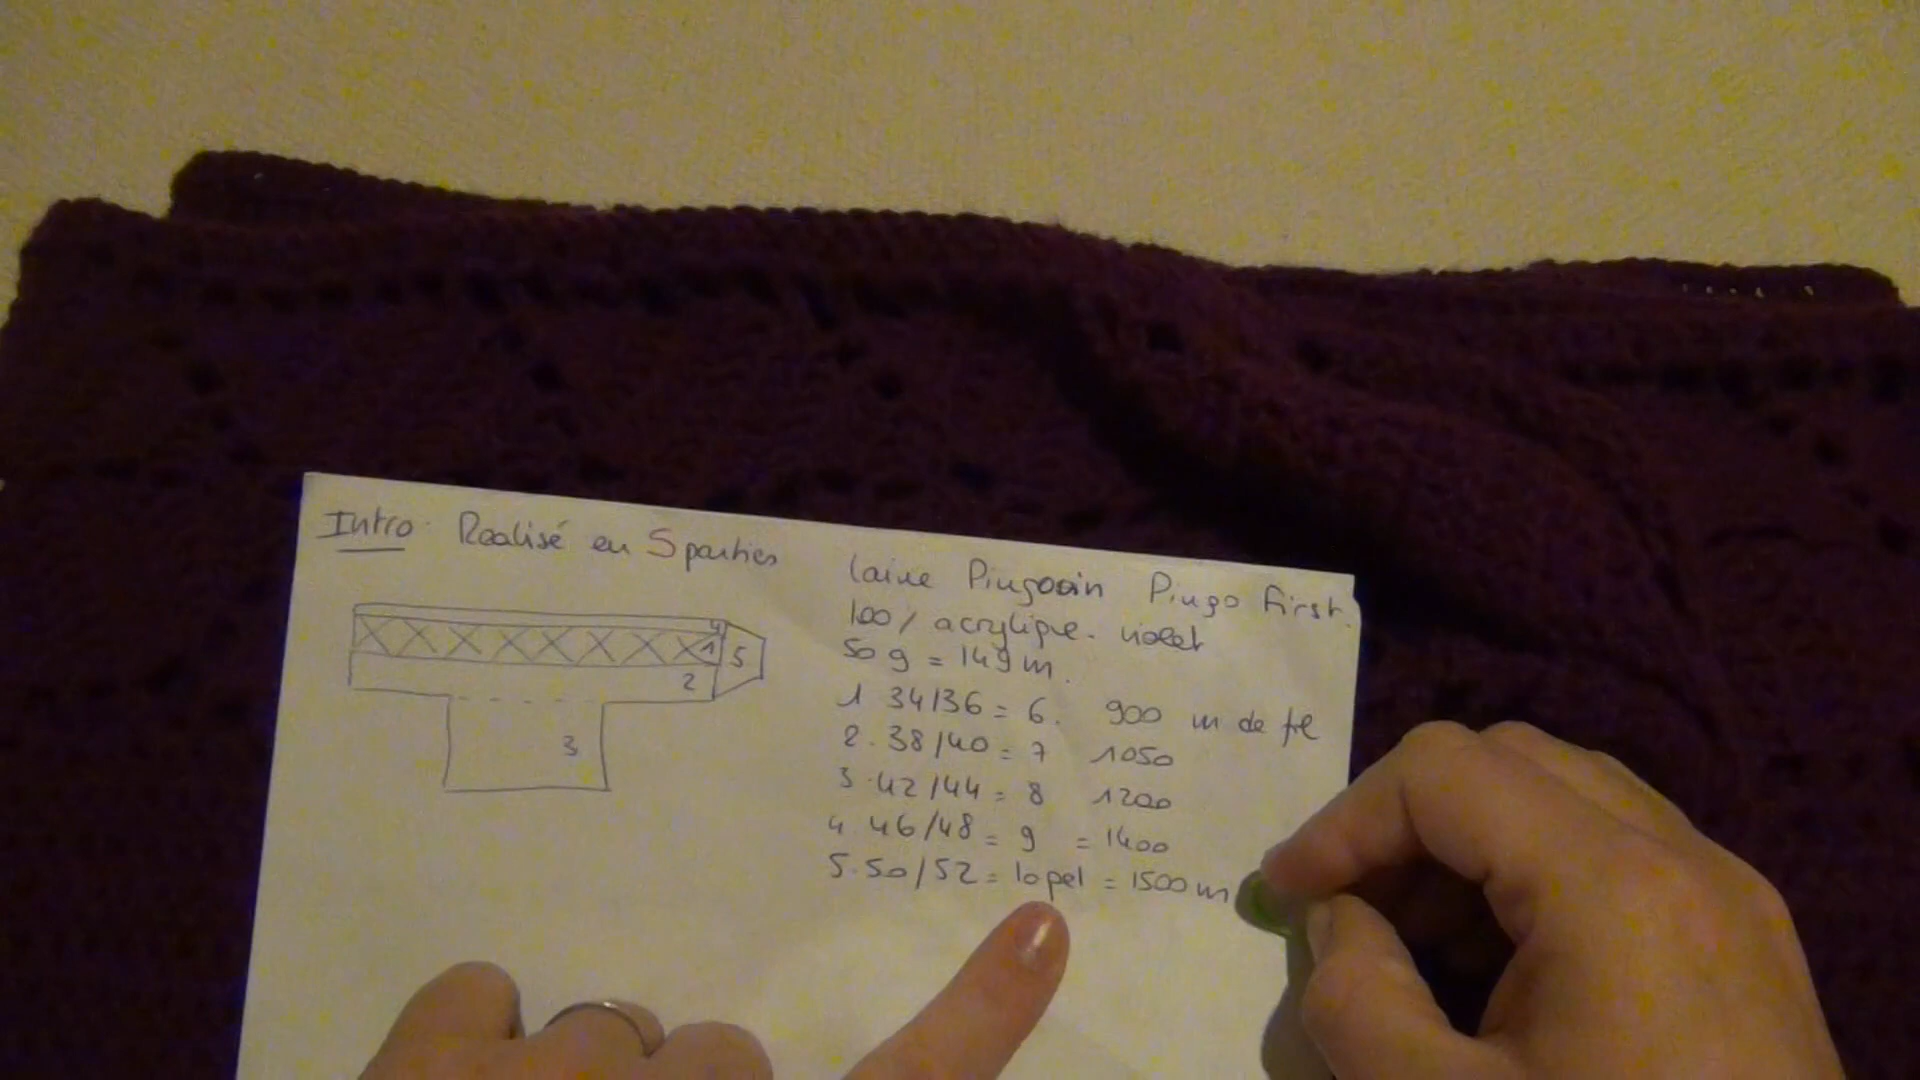 Intro Realisé en 5 parties
4
1
5
2
3
laine Pingouin Pingo First.
100/ acrylique. violet
50 g = 149 m.
1 34/36 = 6. 900 m de fil
2. 38/40 = 7 1050
3.42/44 = 8 1200
4. 46/48 = 9 = 1400
5.50/52 = 10 pel = 1500 m